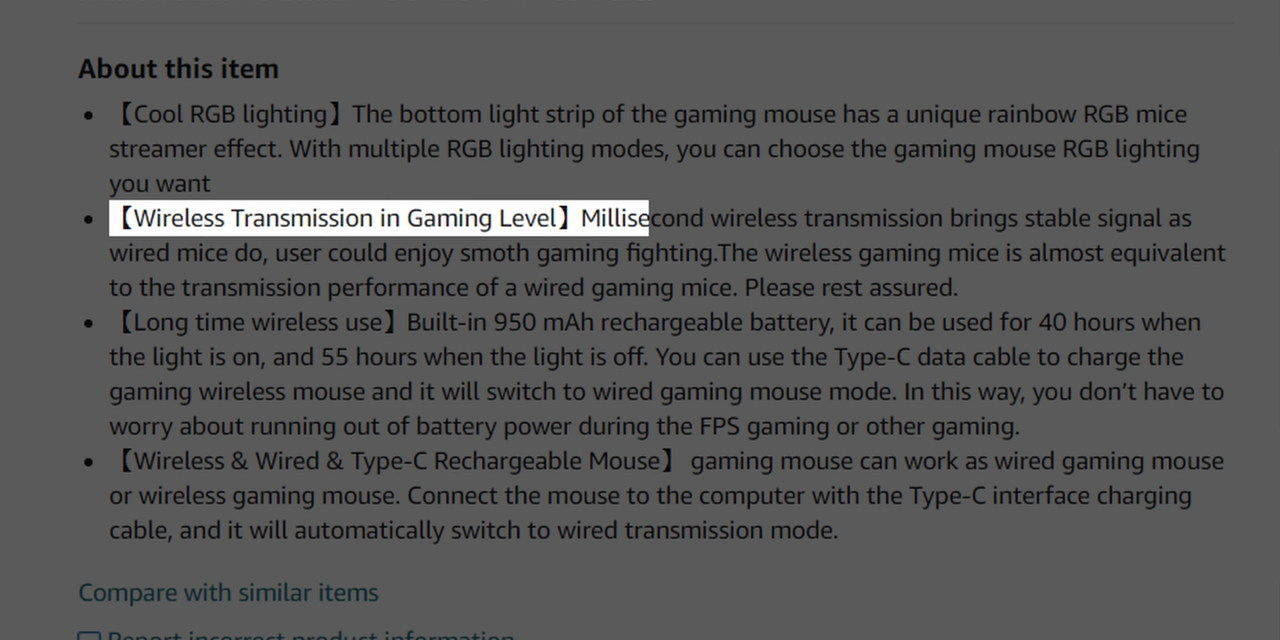 About this item
• 【Cool RGB lighting】The bottom light strip of the gaming mouse has a unique rainbow RGB mice
streamer effect. With multiple RGB lighting modes, you can choose the gaming mouse RGB lighting
you want
• 【Wireless Transmission in Gaming Level】Millisecond wireless transmission brings stable signal as
wired mice do, user could enjoy smoth gaming fighting.The wireless gaming mice is almost equivalent
to the transmission performance of a wired gaming mice. Please rest assured.
• 【Long time wireless use】Built-in 950 mAh rechargeable battery, it can be used for 40 hours when
the light is on, and 55 hours when the light is off. You can use the Type-C data cable to charge the
gaming wireless mouse and it will switch to wired gaming mouse mode. In this way, you don’t have to
worry about running out of battery power during the FPS gaming or other gaming.
• 【Wireless & Wired & Type-C Rechargeable Mouse】 gaming mouse can work as wired gaming mouse
or wireless gaming mouse. Connect the mouse to the computer with the Type-C interface charging
cable, and it will automatically switch to wired transmission mode.
Compare with similar items
Report incorrect product information